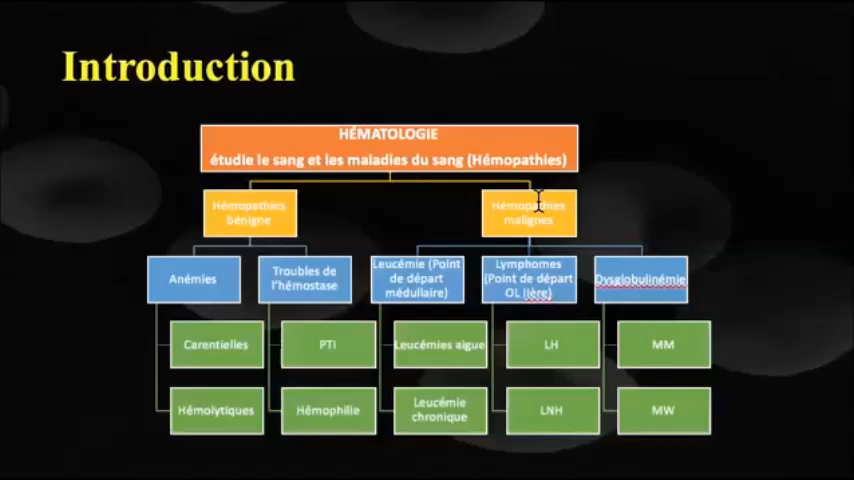 Introduction
HÉMATOLOGIE
étudie le sang et les maladies du sang (Hémopathies)
Hémopathies
bénigne
Hémopathies
malignes
Anémies
Troubles de
l'hémostase
Leucémie (Point
de départ
médullaire)
Lymphomes
(Point de départ
OL IIère)
Dysglobulinémie
Carentielles
PTI
Leucémies aigue
LH
MM
Hémolytiques
Hémophilie
Leucémie
chronique
LNH
MW